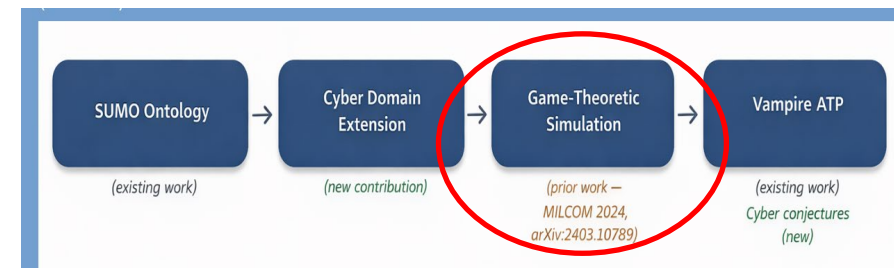 SUMO Ontology
→
Cyber Domain
Extension
→
Game-Theoretic
Simulation
→
Vampire ATP
(existing work)
(new contribution)
(prior work —
MILCOM 2024,
arXiv:2403.10789)
(existing work)
Cyber conjectures
(new)